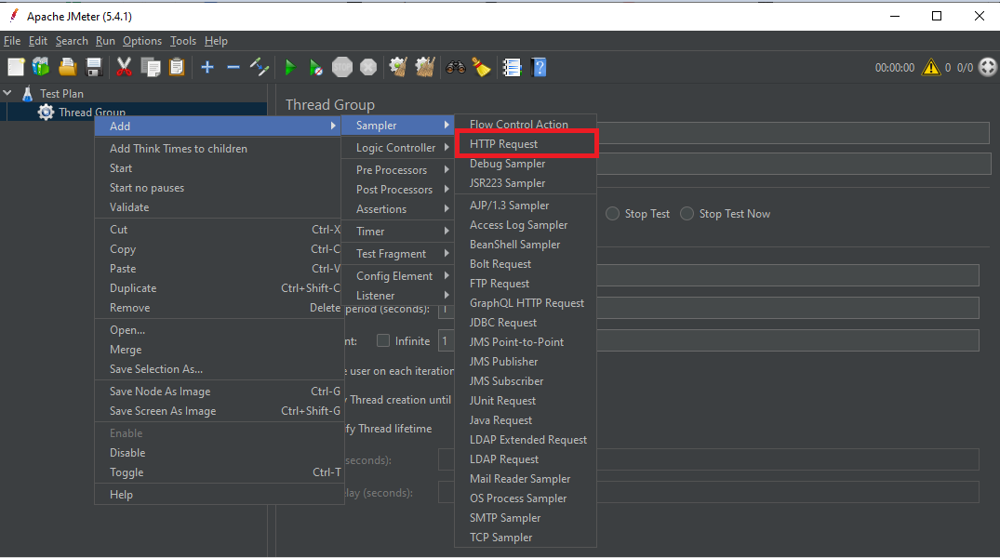 Apache JMeter (5.4.1)
File Edit Search Run Options Tools Help
00:00:00 0 0/0
Test Plan
Thread Group
Thread Group
Add
Add Think Times to children
Start
Start no pauses
Validate
Cut Ctrl-X
Copy Ctrl-C
Paste Ctrl-V
Duplicate Ctrl+Shift-C
Remove Delete
Open...
Merge
Save Selection As...
Save Node As Image Ctrl-G
Save Screen As Image Ctrl+Shift-G
Enable
Disable
Toggle Ctrl-T
Help
Sampler
Logic Controller
Pre Processors
Post Processors
Assertions
Timer
Test Fragment
Config Element
Listener
Flow Control Action
HTTP Request
Debug Sampler
JSR223 Sampler
AJP/1.3 Sampler
Access Log Sampler
BeanShell Sampler
Bolt Request
FTP Request
GraphQL HTTP Request
JDBC Request
JMS Point-to-Point
JMS Publisher
JMS Subscriber
JUnit Request
Java Request
LDAP Extended Request
LDAP Request
Mail Reader Sampler
OS Process Sampler
SMTP Sampler
TCP Sampler
Stop Test Stop Test Now
period (seconds): 1
Infinite 1
user on each iteration
Thread creation until
Thread lifetime
(seconds):
(seconds):